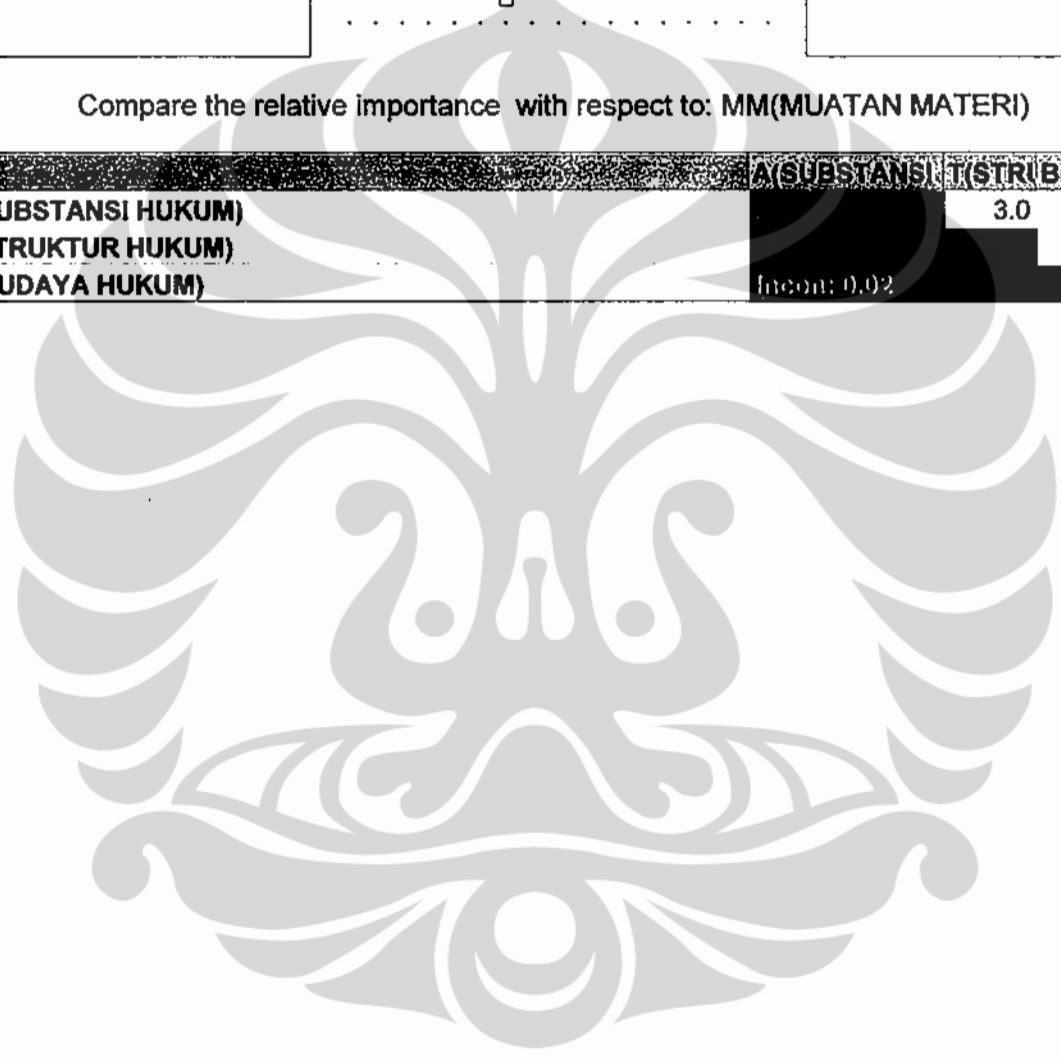 Compare the relative importance with respect to: MM(MUATAN MATERI)
A(SUBSTANSI T(STRI B
UBSTANSI HUKUM) 3.0
TRUKTUR HUKUM)
UDAYA HUKUM) Incon: 0.02